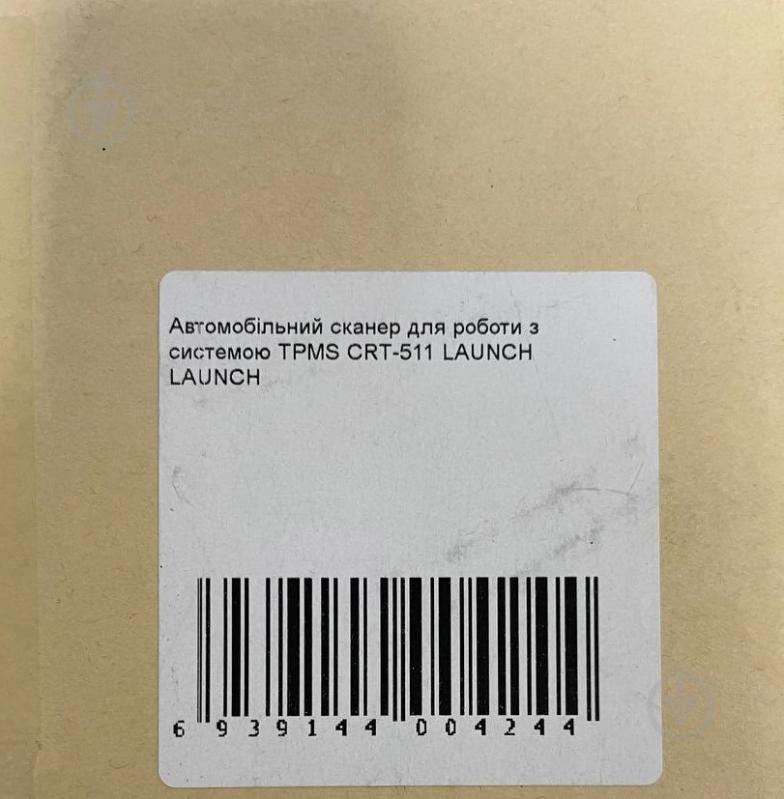 Автомобільний сканер для роботи з
системою TPMS CRT-511 LAUNCH
LAUNCH
6 939144 004244